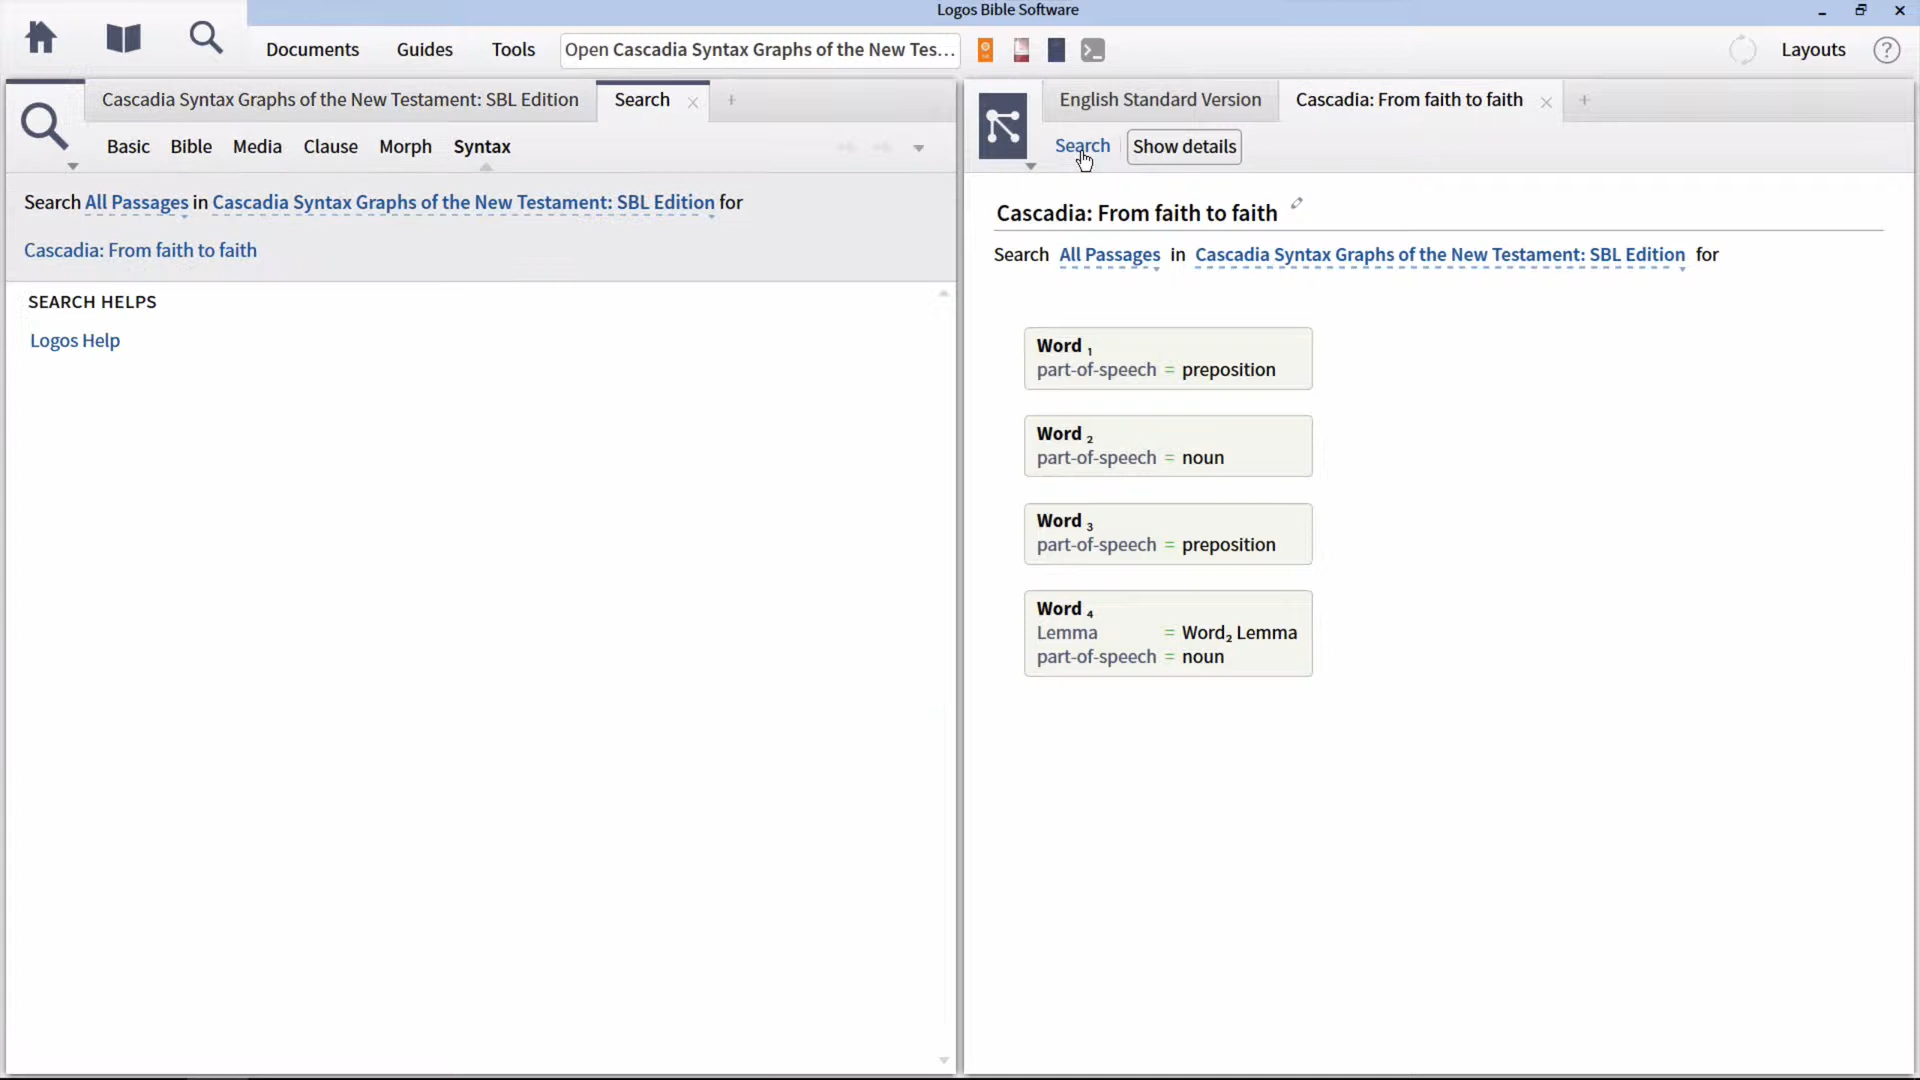 Logos Bible Software
Documents
Guides
Tools
Open Cascadia Syntax Graphs of the New Tes...
Layouts
?
Cascadia Syntax Graphs of the New Testament: SBL Edition
Search
Basic
Bible
Media
Clause
Morph
Syntax
Search All Passages in Cascadia Syntax Graphs of the New Testament: SBL Edition for
Cascadia: From faith to faith
SEARCH HELPS
Logos Help
English Standard Version
Cascadia: From faith to faith
Search
Show details
Cascadia: From faith to faith
Search All Passages in Cascadia Syntax Graphs of the New Testament: SBL Edition for
Word 1
part-of-speech = preposition
Word 2
part-of-speech = noun
Word 3
part-of-speech = preposition
Word 4
Lemma = Word2 Lemma
part-of-speech = noun